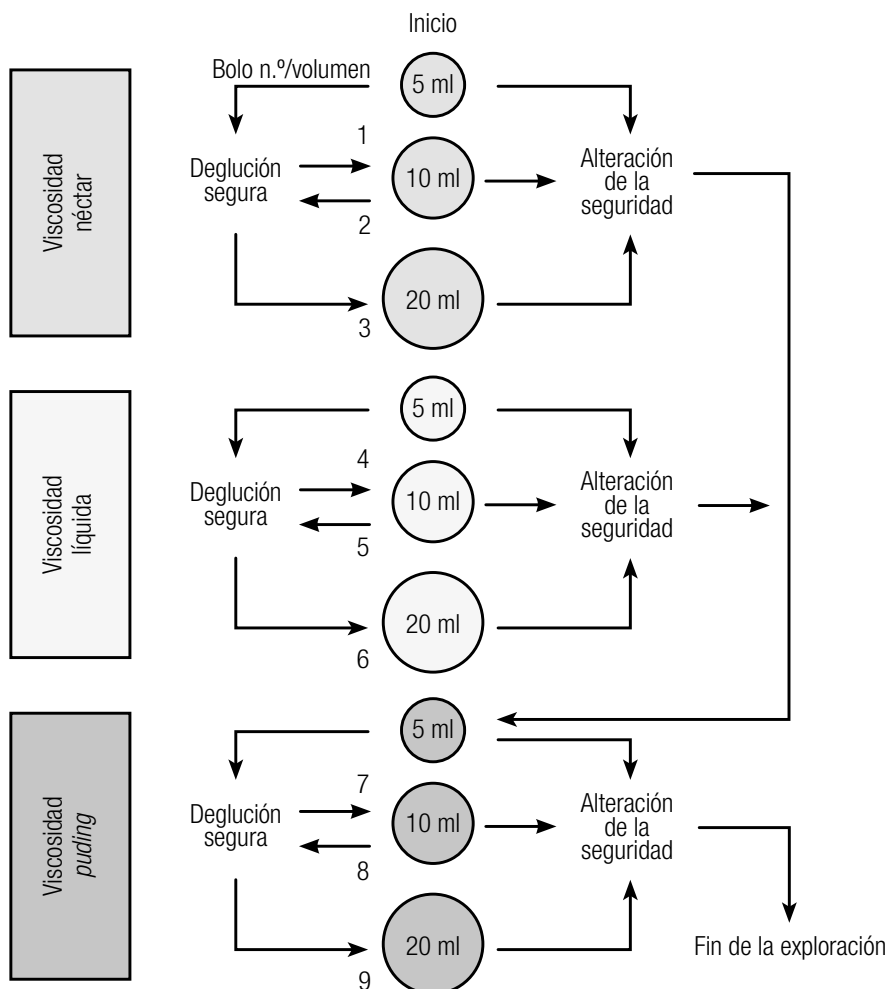 Inicio
Bolo n.º/volumen
5 ml
1
Viscosidad
néctar
Deglución
segura
10 ml
Alteración
de la
seguridad
2
20 ml
3
5 ml
4
Viscosidad
líquida
Deglución
segura
10 ml
Alteración
de la
seguridad
5
20 ml
6
5 ml
7
Viscosidad
puding
Deglución
segura
10 ml
Alteración
de la
seguridad
8
20 ml
9
Fin de la exploración